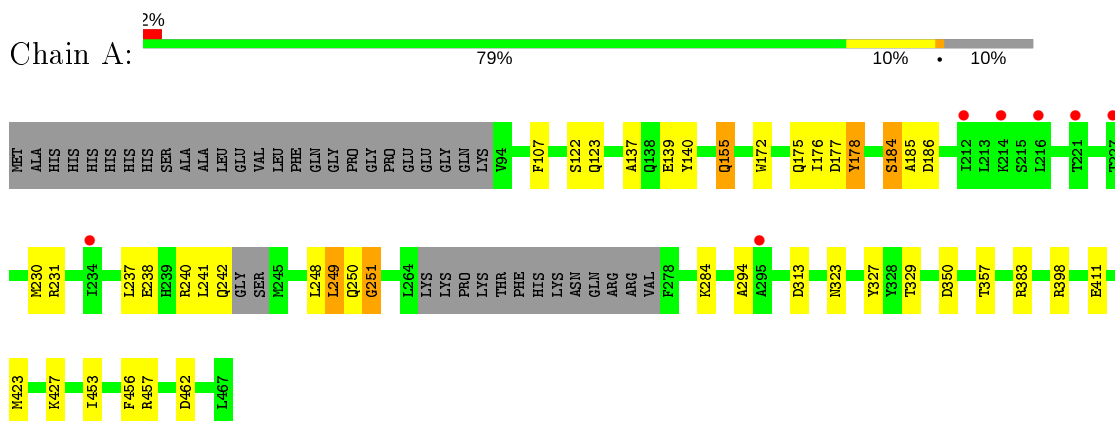 2%
Chain A:
79% 10% • 10%
MET ALA HIS HIS HIS HIS HIS HIS SER ALA ALA LEU GLU VAL LEU PHE GLN GLY PRO GLY PRO GLU GLU GLY GLN LYS V94 F107 S122 Q123 A137 Q138 E139 Y140 Q155 W172 Q175 I176 D177 Y178 S184 A185 D186 I212 L213 K214 S215 L216 T221 T227
M230 R231 I234 L237 E238 H239 R240 L241 Q242 GLY SER M245 L248 L249 Q250 G251 L264 LYS LYS PRO LYS THR PHE HIS LYS ASN GLN ARG ARG VAL F278 K284 A294 A295 D313 N323 Y327 Y328 T329 D350 T357 R383 R398 E411
M423 K427 I453 F456 R457 D462 L467